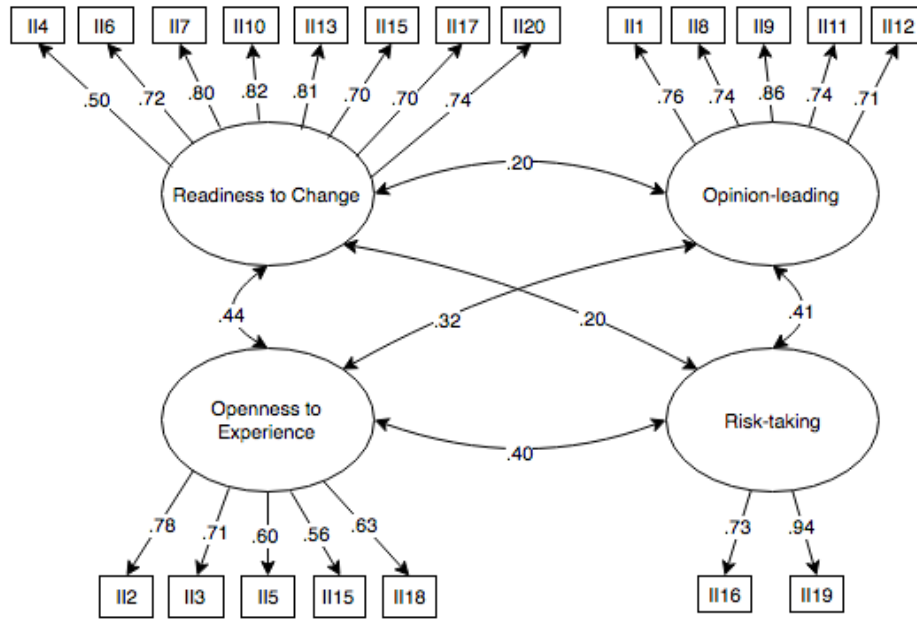 II4 II6 II7 II10 II13 II15 II17 II20 II1 II8 II9 II11 II12
.50 .72 .80 .82 .81 .70 .70 .74 .76 .74 .86 .74 .71
.20
Readiness to Change Opinion-leading
.44 .32 .20 .41
Openness to
Experience
Risk-taking
.40
.78 .71 .60 .56 .63 .73 .94
II2 II3 II5 II15 II18 II16 II19